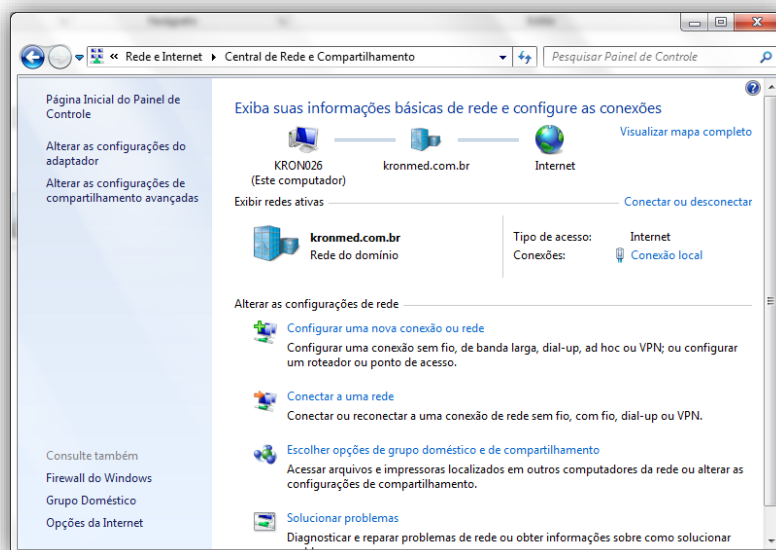 « Rede e Internet ▸ Central de Rede e Compartilhamento
Pesquisar Painel de Controle
Página Inicial do Painel de
Controle
Alterar as configurações do
adaptador
Alterar as configurações de
compartilhamento avançadas
Consulte também
Firewall do Windows
Grupo Doméstico
Opções da Internet
Exiba suas informações básicas de rede e configure as conexões
Visualizar mapa completo
KRON026
(Este computador)
kronmed.com.br
Internet
Exibir redes ativas
Conectar ou desconectar
kronmed.com.br
Rede do domínio
Tipo de acesso: Internet
Conexões: Conexão local
Alterar as configurações de rede
Configurar uma nova conexão ou rede
Configurar uma conexão sem fio, de banda larga, dial-up, ad hoc ou VPN; ou configurar
um roteador ou ponto de acesso.
Conectar a uma rede
Conectar ou reconectar a uma conexão de rede sem fio, com fio, dial-up ou VPN.
Escolher opções de grupo doméstico e de compartilhamento
Acessar arquivos e impressoras localizados em outros computadores da rede ou alterar as
configurações de compartilhamento.
Solucionar problemas
Diagnosticar e reparar problemas de rede ou obter informações sobre como solucionar